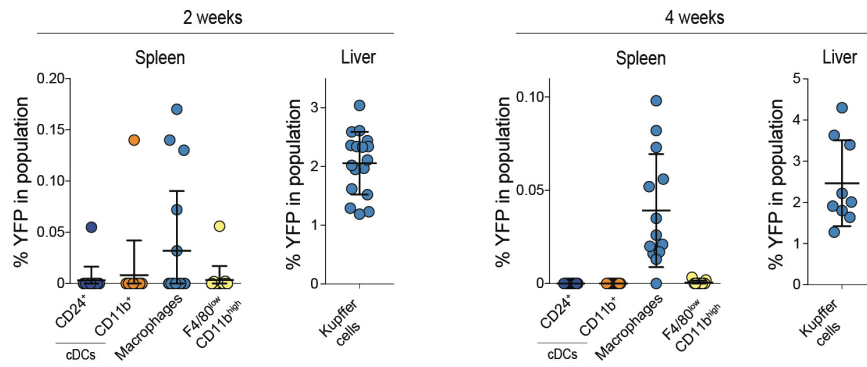 2 weeks
Spleen
Liver
% YFP in population
0.20
0.15
0.10
0.05
0
CD24+
CD11b+
Macrophages
F4/80low
CD11bhigh
cDCs
% YFP in population
3
2
1
0
Kupffer
cells
4 weeks
Spleen
Liver
% YFP in population
0.10
0.05
0
CD24+
CD11b+
Macrophages
F4/80low
CD11bhigh
cDCs
% YFP in population
5
4
3
2
1
0
Kupffer
cells